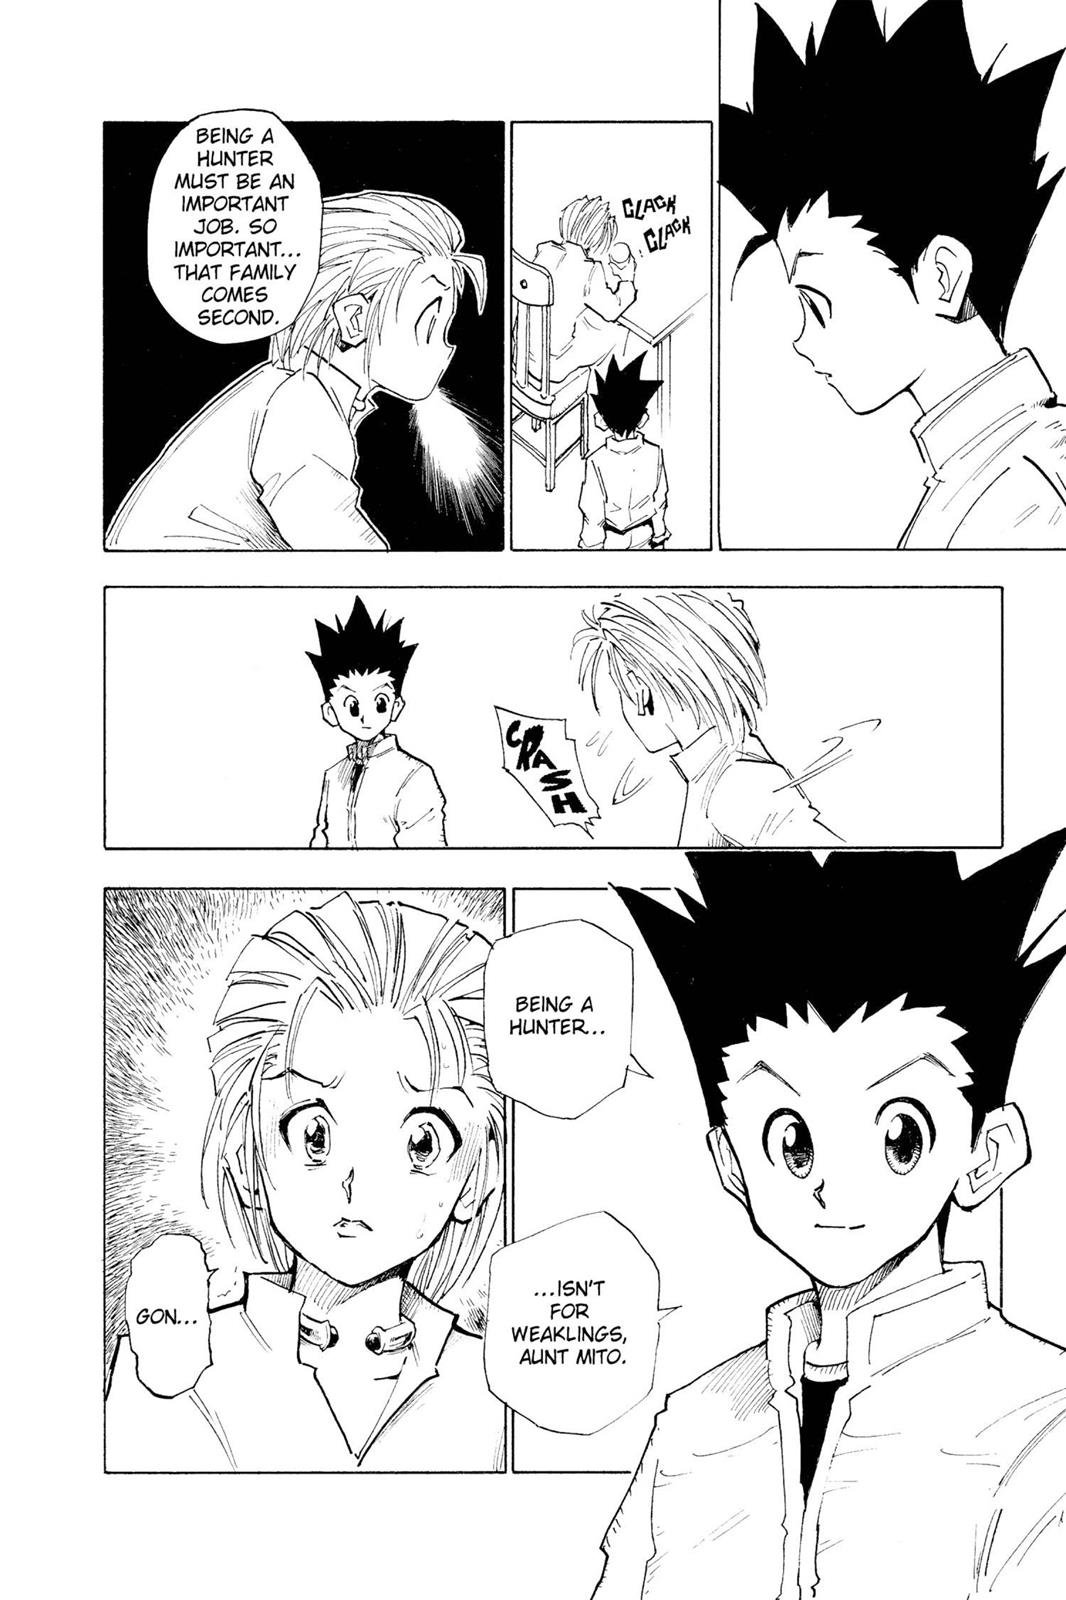 BEING A
HUNTER
MUST BE AN
IMPORTANT
JOB. SO
IMPORTANT...
THAT FAMILY
COMES
SECOND.
CLACK
CLACK
CRASH
BEING A
HUNTER...
...ISN'T
FOR
WEAKLINGS,
AUNT MITO.
GON...